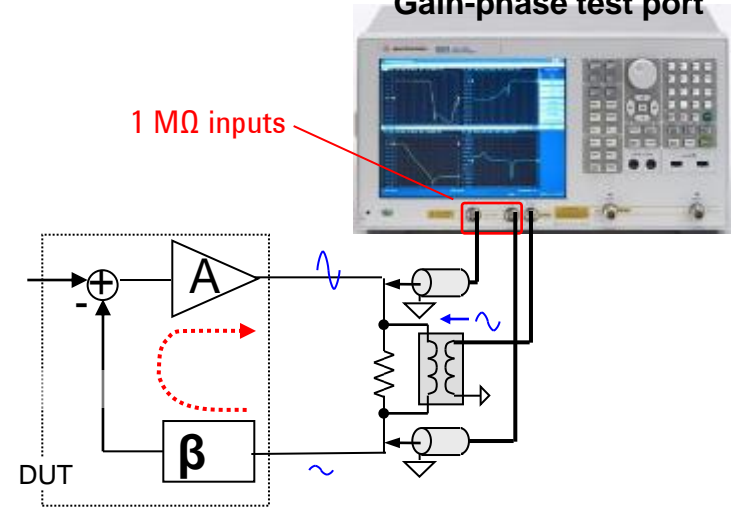 Gain-phase test port
1 MΩ inputs
A
+
-
β
DUT